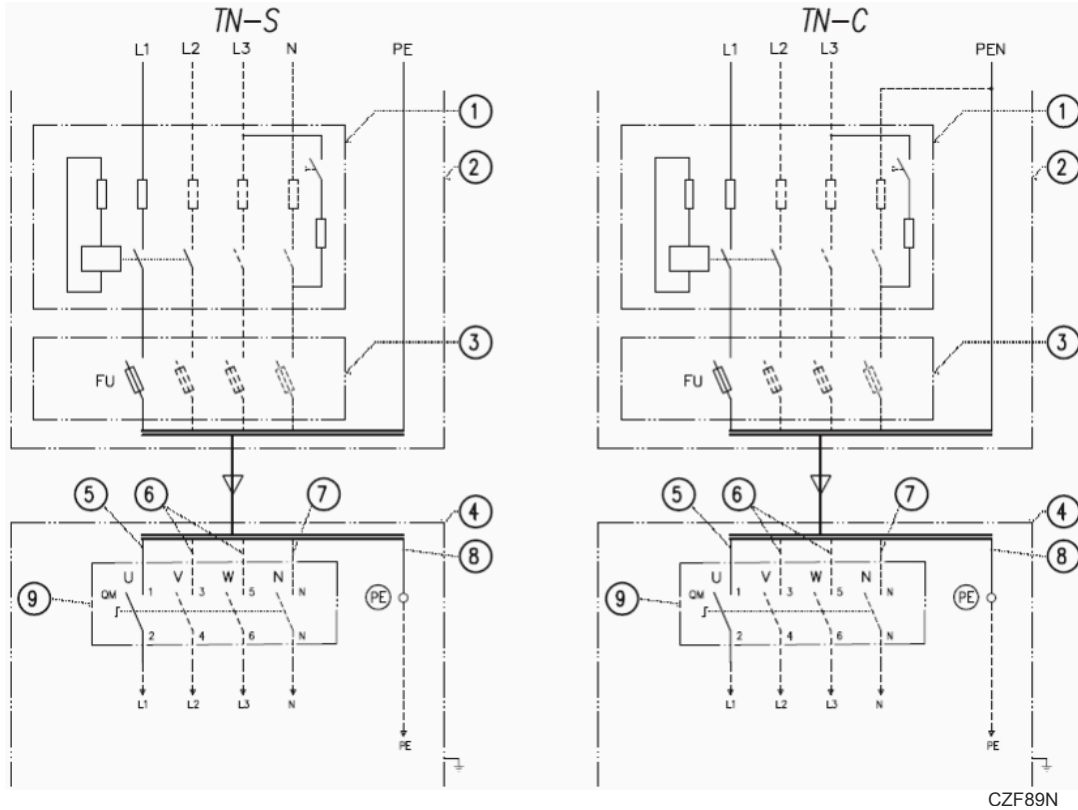 TN-S
TN-C
L1 L2 L3 N PE
L1 L2 L3 PEN
1
1
2
2
3
3
FU
FU
5 6 7
5 6 7
4
4
8
8
U V W N
U V W N
9
9
QM 1 3 5 N
QM 1 3 5 N
PE
PE
2 4 6 N
2 4 6 N
L1 L2 L3 N
L1 L2 L3 N
PE
PE
CZF89N